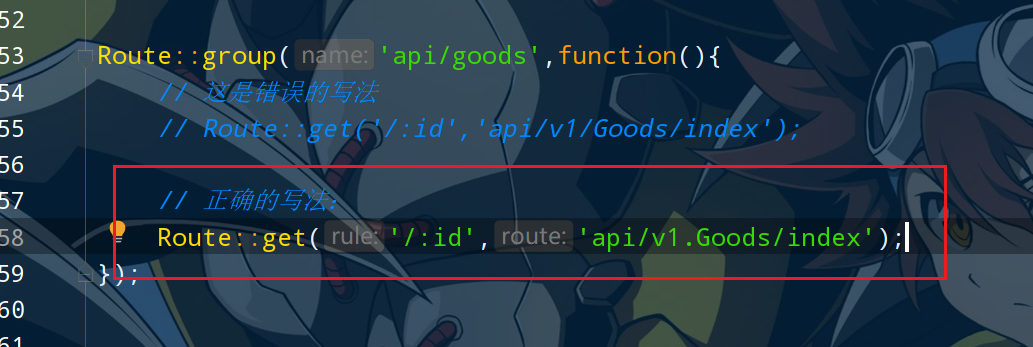 52
53 Route::group( name: 'api/goods',function(){
54 // 这是错误的写法
55 // Route::get('/:id','api/v1/Goods/index');
56
57 // 正确的写法:
58 Route::get( rule: '/:id', route: 'api/v1.Goods/index');
59 });
60
61